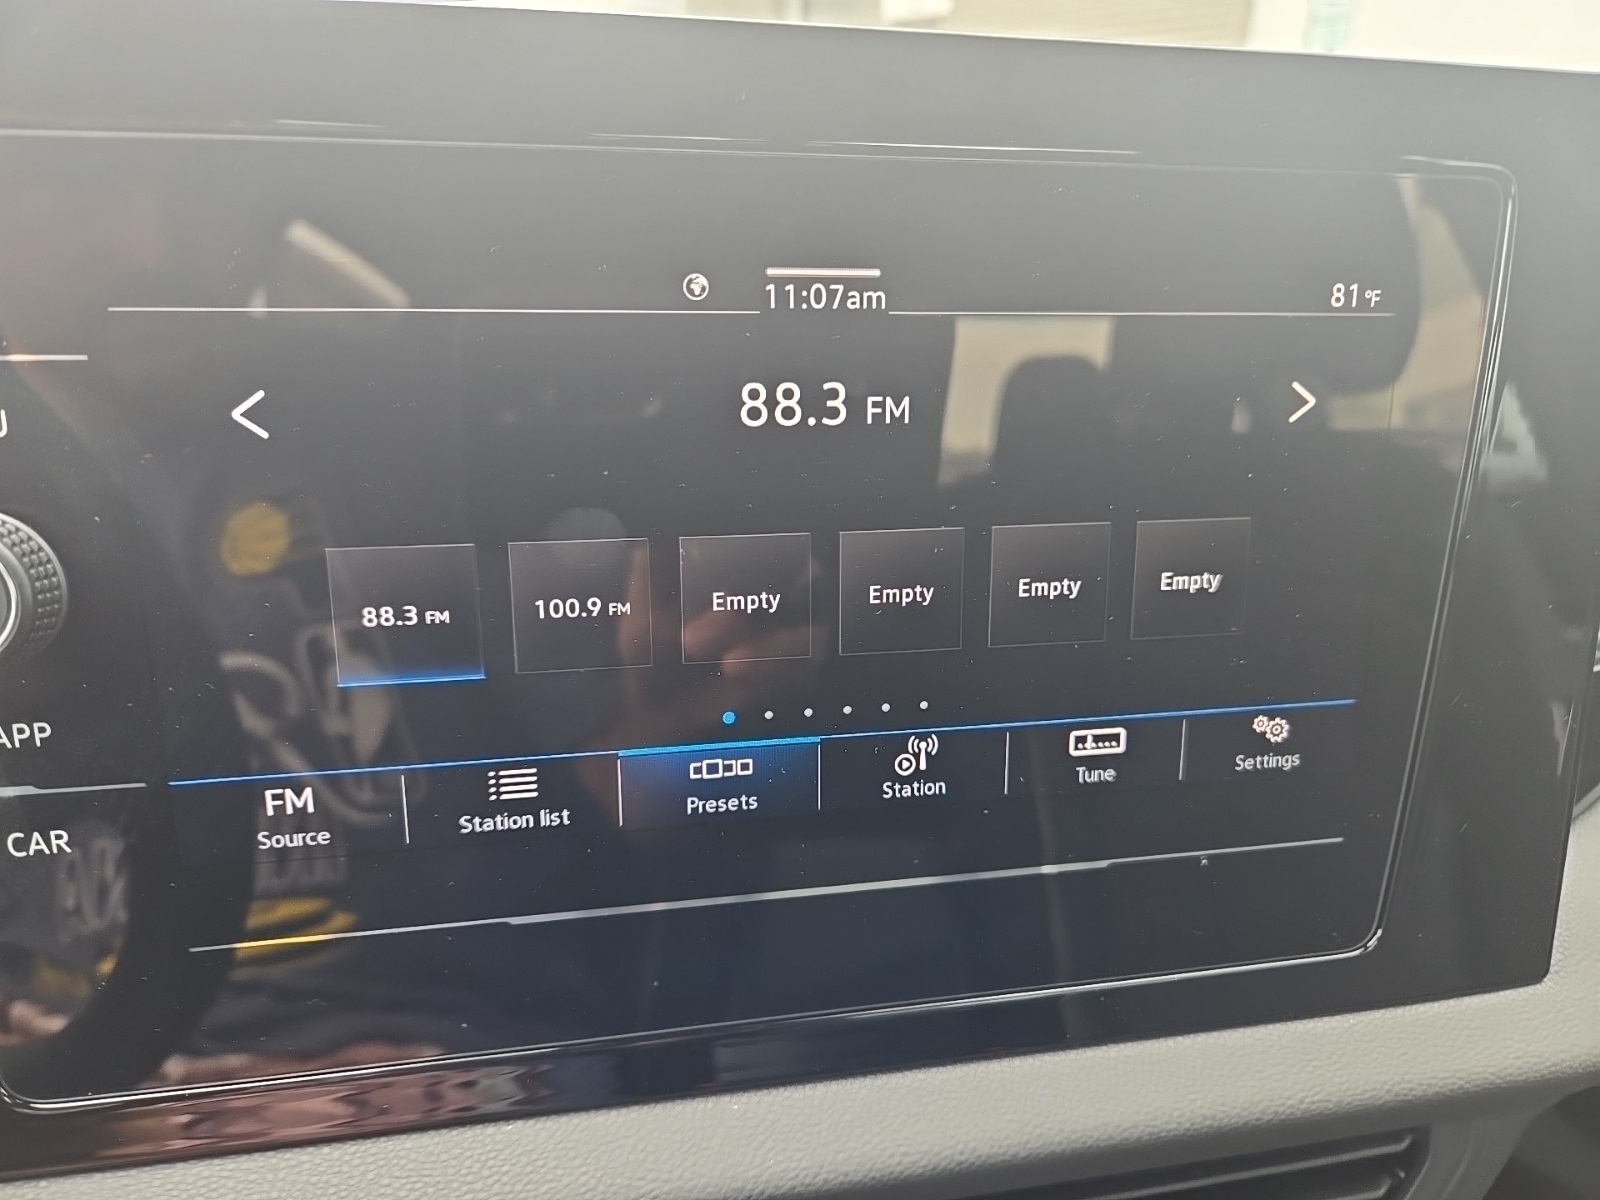 11:07am
81°F
88.3 FM
88.3 FM
100.9 FM
Empty
Empty
Empty
Empty
APP
CAR
FM
Source
Station list
Presets
Station
Tune
Settings